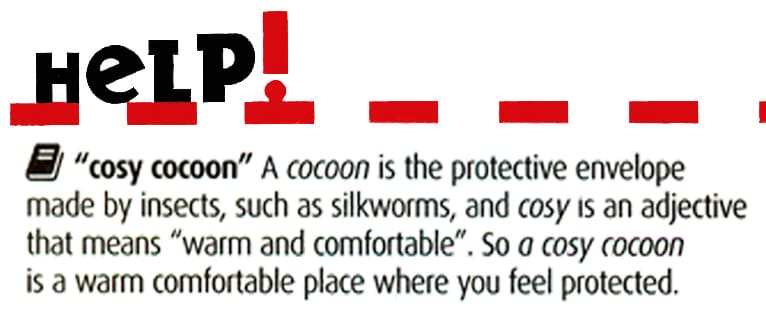 HeLP!
"cosy cocoon" A cocoon is the protective envelope
made by insects, such as silkworms, and cosy is an adjective
that means "warm and comfortable". So a cosy cocoon
is a warm comfortable place where you feel protected.